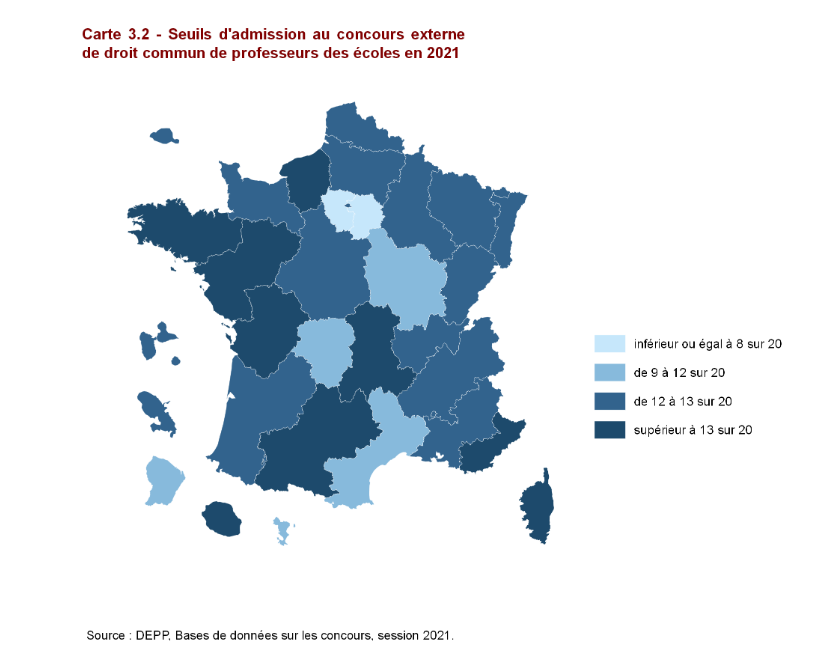 Carte 3.2 - Seuils d'admission au concours externe
de droit commun de professeurs des écoles en 2021
inférieur ou égal à 8 sur 20
de 9 à 12 sur 20
de 12 à 13 sur 20
supérieur à 13 sur 20
Source : DEPP, Bases de données sur les concours, session 2021.